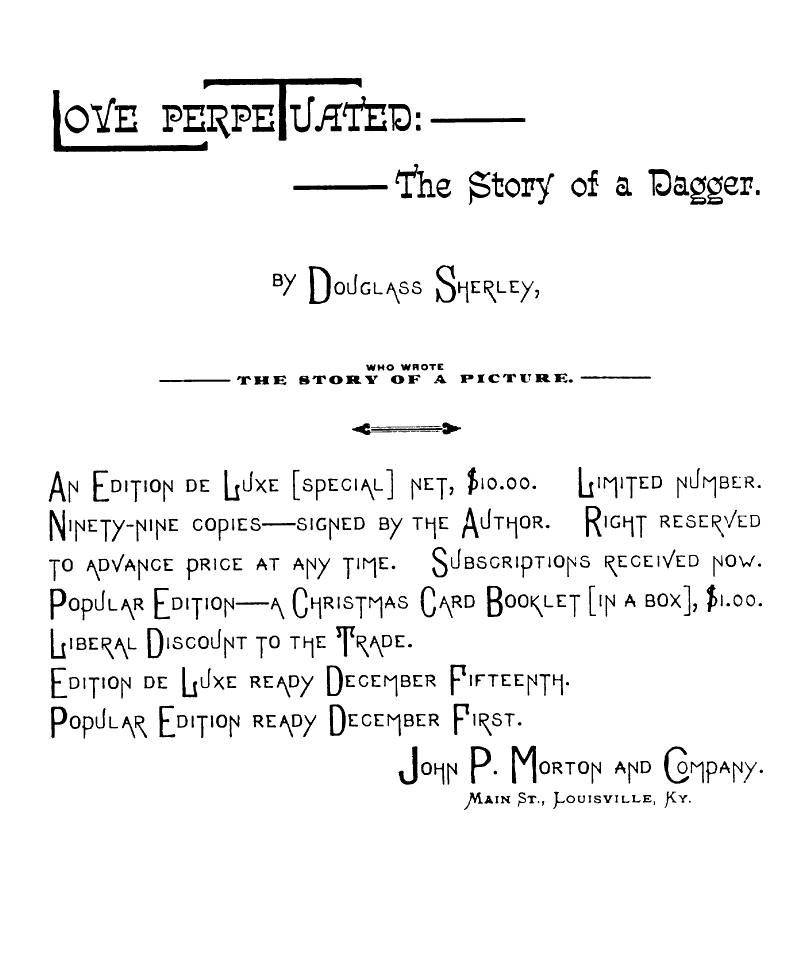 LOVE PERPETUATED:—
—The Story of a Dagger.
BY DOUGLASS SHERLEY,
WHO WROTE
—THE STORY OF A PICTURE.—
AN EDITION DE LUXE [SPECIAL] NET, $10.00. LIMITED NUMBER.
NINETY-NINE COPIES—SIGNED BY THE AUTHOR. RIGHT RESERVED
TO ADVANCE PRICE AT ANY TIME. SUBSCRIPTIONS RECEIVED NOW.
POPULAR EDITION—A CHRISTMAS CARD BOOKLET [IN A BOX], $1.00.
LIBERAL DISCOUNT TO THE TRADE.
EDITION DE LUXE READY DECEMBER FIFTEENTH.
POPULAR EDITION READY DECEMBER FIRST.
JOHN P. MORTON AND COMPANY.
MAIN ST., LOUISVILLE, KY.